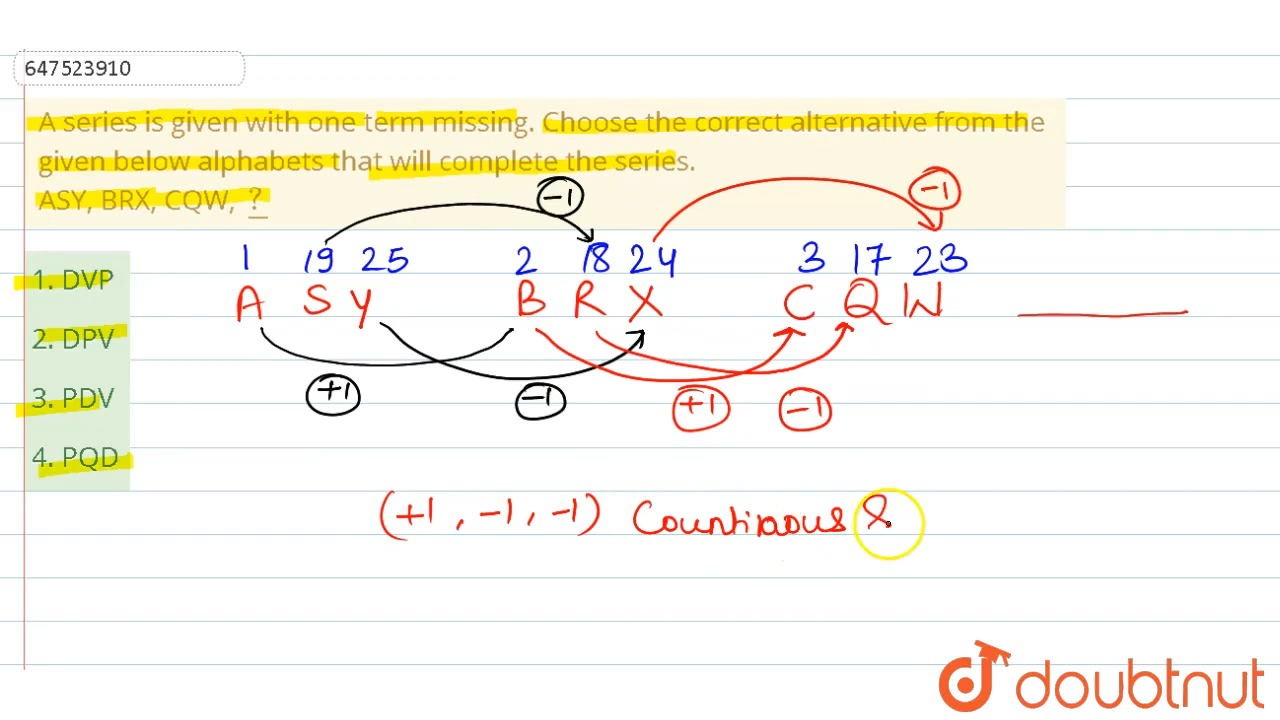 647523910
A series is given with one term missing. Choose the correct alternative from the
given below alphabets that will complete the series.
ASY, BRX, CQW, ?
1. DVP
2. DPV
3. PDV
4. PQD
-1 -1
1 19 25 2 18 24 3 17 23
A S Y B R X C Q W
+1 -1 +1 -1
(+1, -1, -1) Countinous &
doubtnut